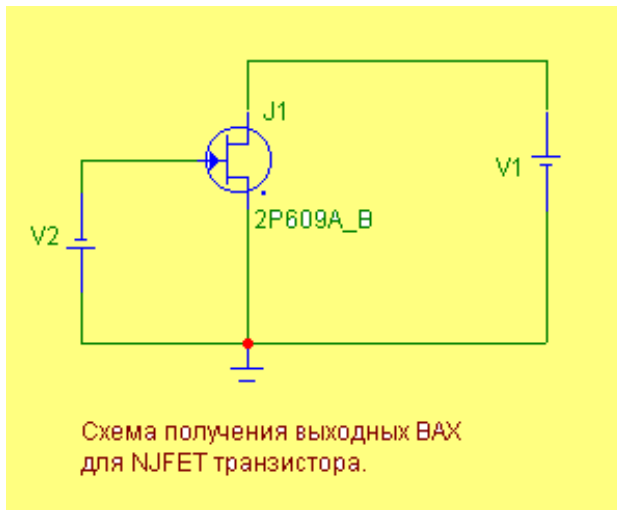 J1
V1
V2
2P609A_B
Схема получения выходных ВАХ
для NJFET транзистора.